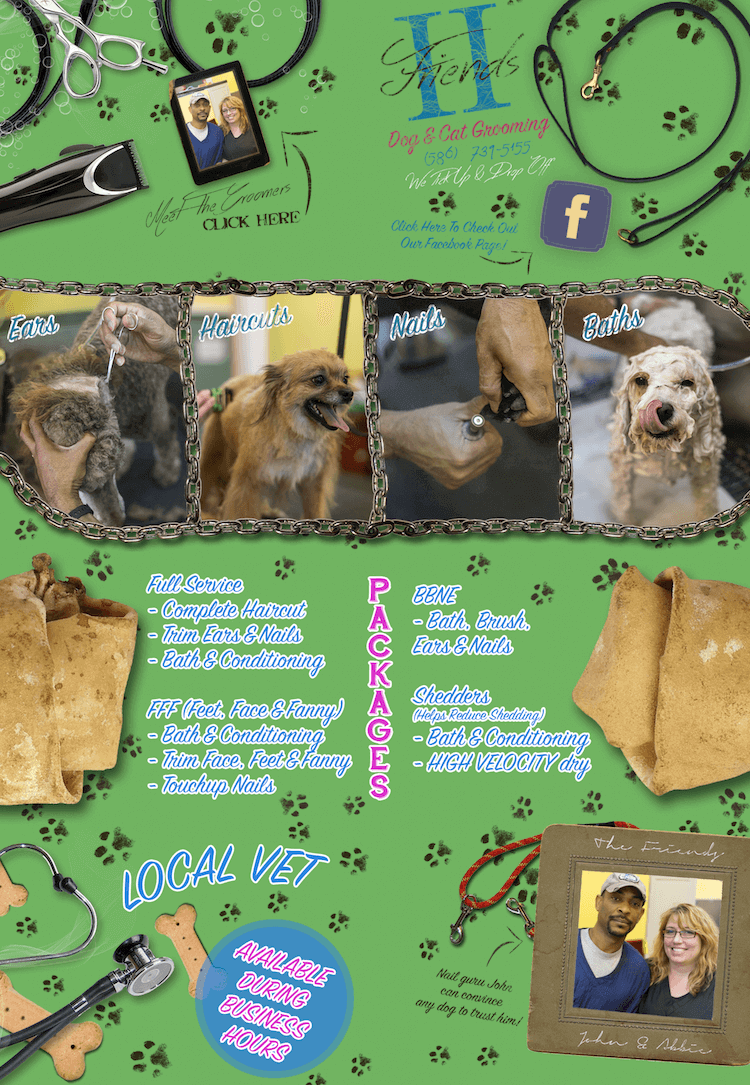 II
Friends
Dog & Cat Grooming
(586) 739-5155
We Pick Up & Drop Off
Meet The Groomers
CLICK HERE
f
Click Here To Check Out
Our Facebook Page!
Ears
Haircuts
Nails
Baths
PACKAGES
Full Service
- Complete Haircut
- Trim Ears & Nails
- Bath & Conditioning
FFF (Feet, Face & Fanny)
- Bath & Conditioning
- Trim Face, Feet & Fanny
- Touchup Nails
BBNE
- Bath, Brush,
Ears & Nails
Shedders
(Helps Reduce Shedding)
- Bath & Conditioning
- HIGH VELOCITY dry
LOCAL VET
AVAILABLE
DURING
BUSINESS
HOURS
Nail guru John
can convince
any dog to trust him!
The Friends
John & Abbie